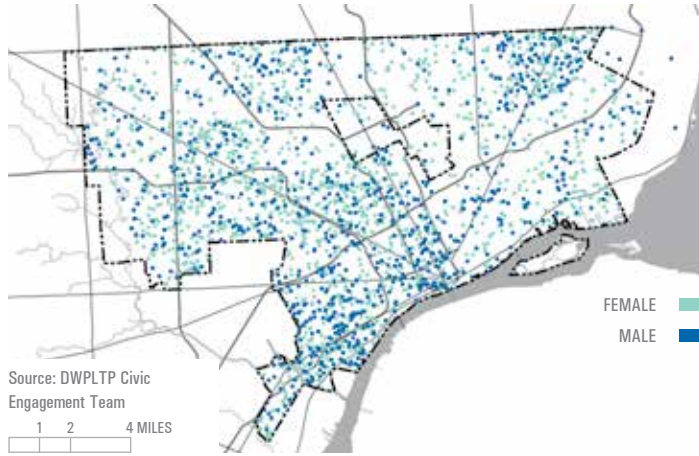 FEMALE
MALE
Source: DWPLTP Civic
Engagement Team
1 2 4 MILES